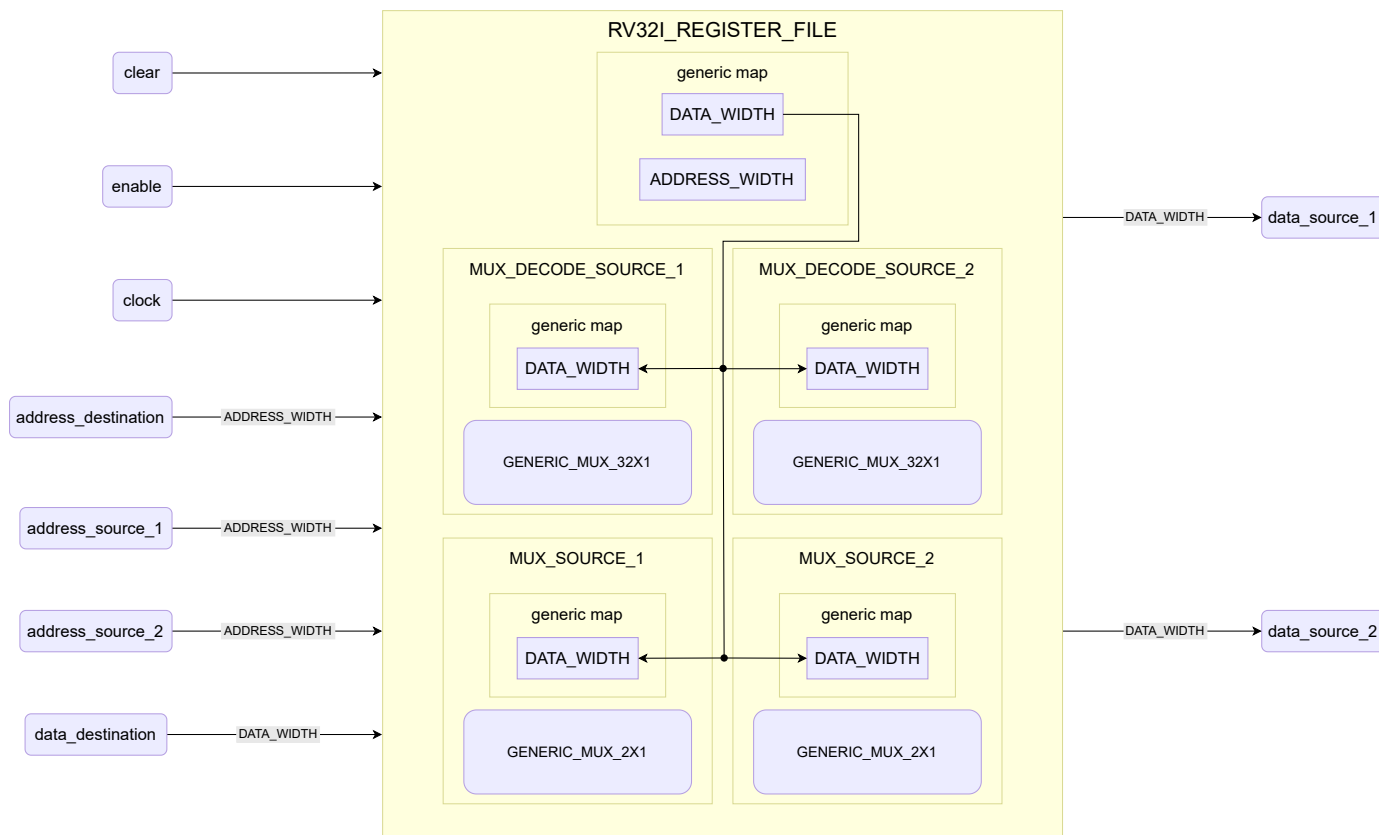 RV32I_REGISTER_FILE
clear
generic map
DATA_WIDTH
enable
ADDRESS_WIDTH
DATA_WIDTH
data_source_1
MUX_DECODE_SOURCE_1
MUX_DECODE_SOURCE_2
clock
generic map
generic map
DATA_WIDTH
DATA_WIDTH
address_destination
ADDRESS_WIDTH
GENERIC_MUX_32X1
GENERIC_MUX_32X1
address_source_1
ADDRESS_WIDTH
MUX_SOURCE_1
MUX_SOURCE_2
generic map
generic map
address_source_2
ADDRESS_WIDTH
DATA_WIDTH
data_source_2
DATA_WIDTH
DATA_WIDTH
data_destination
DATA_WIDTH
GENERIC_MUX_2X1
GENERIC_MUX_2X1